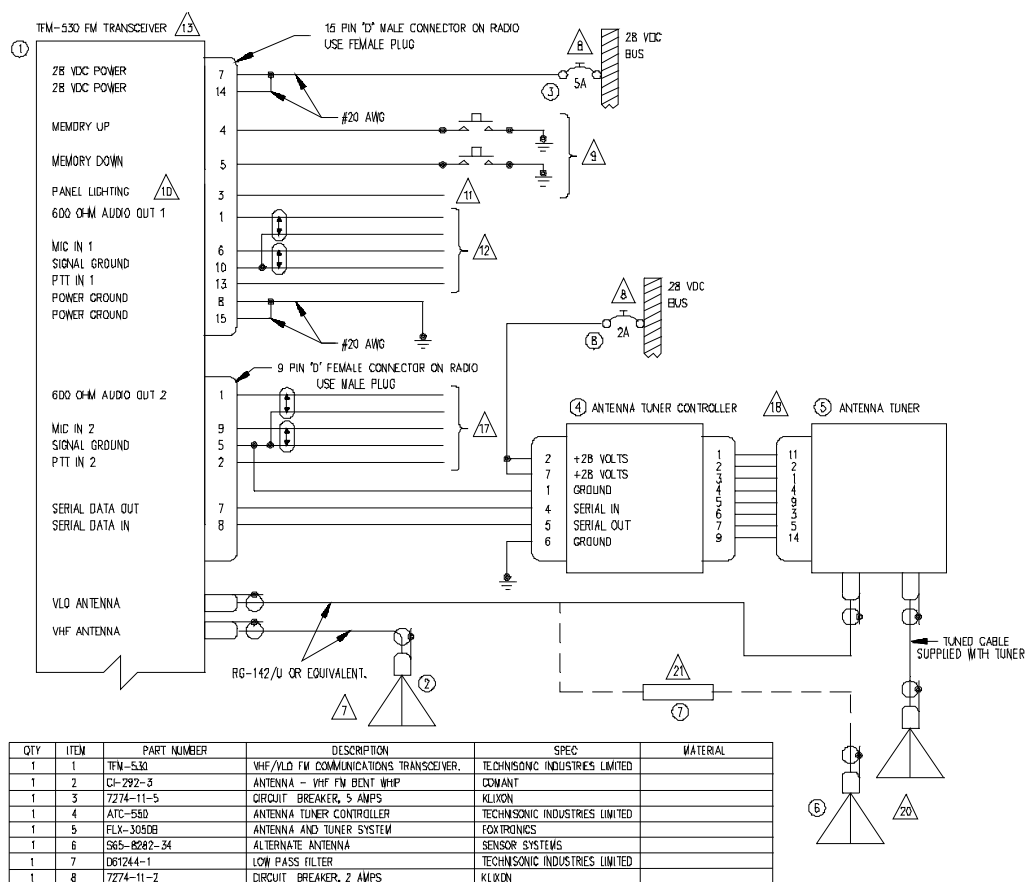 TFM-530 FM TRANSCEIVER 13
15 PIN "D" MALE CONNECTOR ON RADIO
USE FEMALE PLUG
1
8
28 VDC
BUS
28 VDC POWER 7
28 VDC POWER 14
3
5A
#20 AWG
MEMORY UP 4
MEMORY DOWN 5
9
PANEL LIGHTING 10 3
11
600 OHM AUDIO OUT 1 1
MIC IN 1 6
SIGNAL GROUND 10
12
PTT IN 1 13
POWER GROUND 8
POWER GROUND 15
#20 AWG
8
28 VDC
BUS
2A
8
9 PIN "D" FEMALE CONNECTOR ON RADIO
USE MALE PLUG
600 OHM AUDIO OUT 2 1
MIC IN 2 9
SIGNAL GROUND 5
PTT IN 2 2
17
SERIAL DATA OUT 7
SERIAL DATA IN 8
4 ANTENNA TUNER CONTROLLER
18
5 ANTENNA TUNER
2 +28 VOLTS 1 11
7 +28 VOLTS 2 2
1 GROUND 3 1
4 4
4 SERIAL IN 5 9
5 SERIAL OUT 6 3
7 5
6 GROUND 9 14
VLO ANTENNA
VHF ANTENNA
RG-142/U OR EQUIVALENT.
7
2
21
7
TUNED CABLE
SUPPLIED WITH TUNER
6
20
QTY ITEM PART NUMBER DESCRIPTION SPEC MATERIAL
1 1 TFM-530 VHF/VLO FM COMMUNICATIONS TRANSCEIVER. TECHNISONIC INDUSTRIES LIMITED
1 2 CI-292-3 ANTENNA - VHF FM BENT WHIP COMANT
1 3 7274-11-5 CIRCUIT BREAKER, 5 AMPS KLIXON
1 4 ATC-550 ANTENNA TUNER CONTROLLER TECHNISONIC INDUSTRIES LIMITED
1 5 FLX-3050B ANTENNA AND TUNER SYSTEM FOXTRONICS
1 6 S65-8282-34 ALTERNATE ANTENNA SENSOR SYSTEMS
1 7 D61244-1 LOW PASS FILTER TECHNISONIC INDUSTRIES LIMITED
1 8 7274-11-2 CIRCUIT BREAKER, 2 AMPS KLIXON